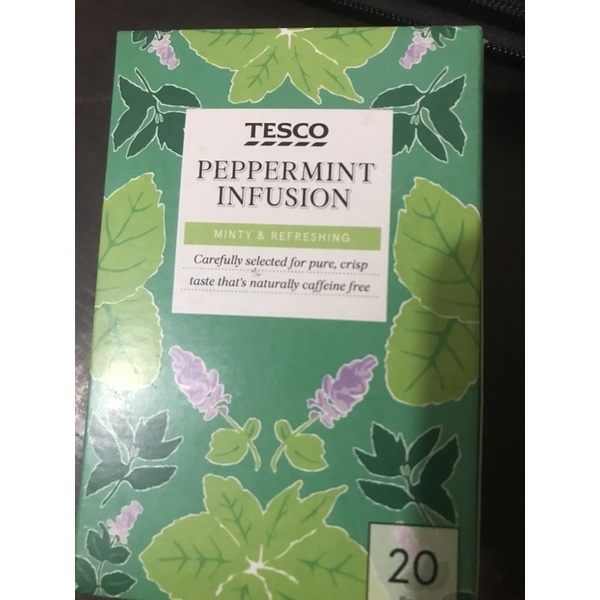 TESCO
PEPPERMINT
INFUSION
MINTY & REFRESHING
Carefully selected for pure, crisp
taste that's naturally caffeine free
20